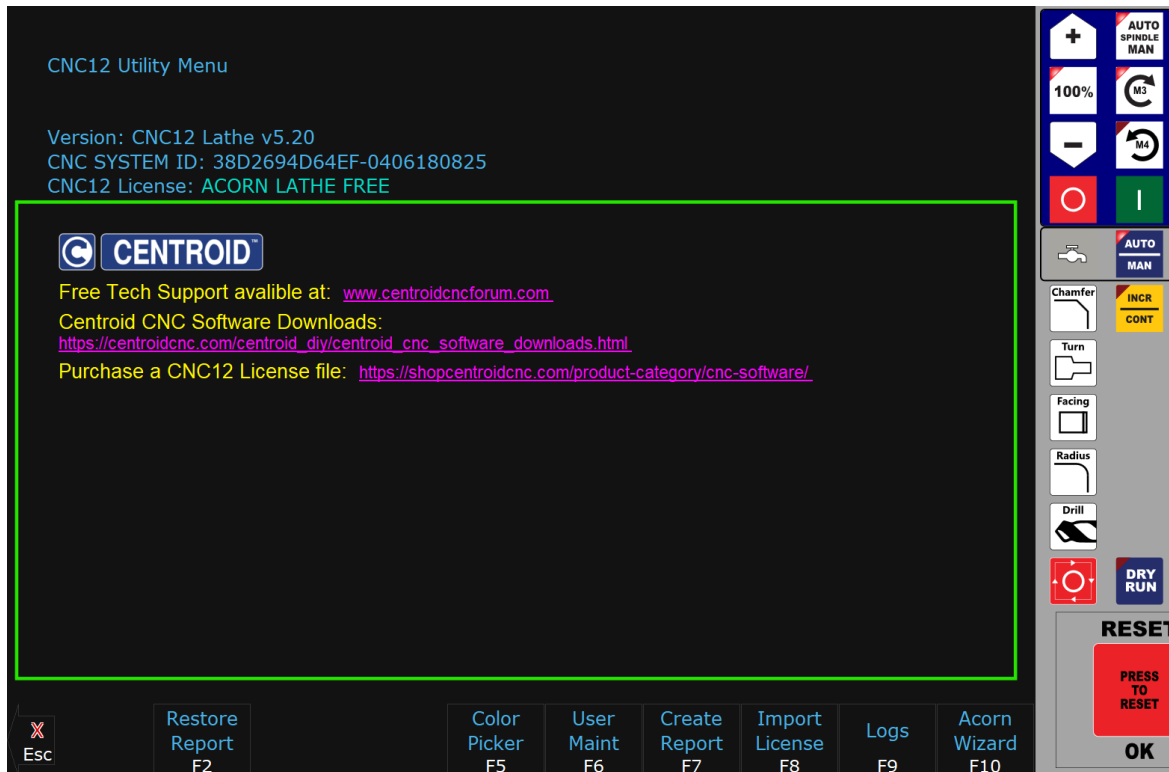 CNC12 Utility Menu
Version: CNC12 Lathe v5.20
CNC SYSTEM ID: 38D2694D64EF-0406180825
CNC12 License: ACORN LATHE FREE
C CENTROID™
Free Tech Support avalible at: www.centroidcncforum.com
Centroid CNC Software Downloads:
https://centroidcnc.com/centroid_diy/centroid_cnc_software_downloads.html
Purchase a CNC12 License file: https://shopcentroidcnc.com/product-category/cnc-software/
X
Esc
Restore
Report
F2
Color
Picker
F5
User
Maint
F6
Create
Report
F7
Import
License
F8
Logs
F9
Acorn
Wizard
F10
+
AUTO
SPINDLE
MAN
100%
M3
-
M4
AUTO
MAN
Chamfer
INCR
CONT
Turn
Facing
Radius
Drill
DRY
RUN
RESET
PRESS
TO
RESET
OK